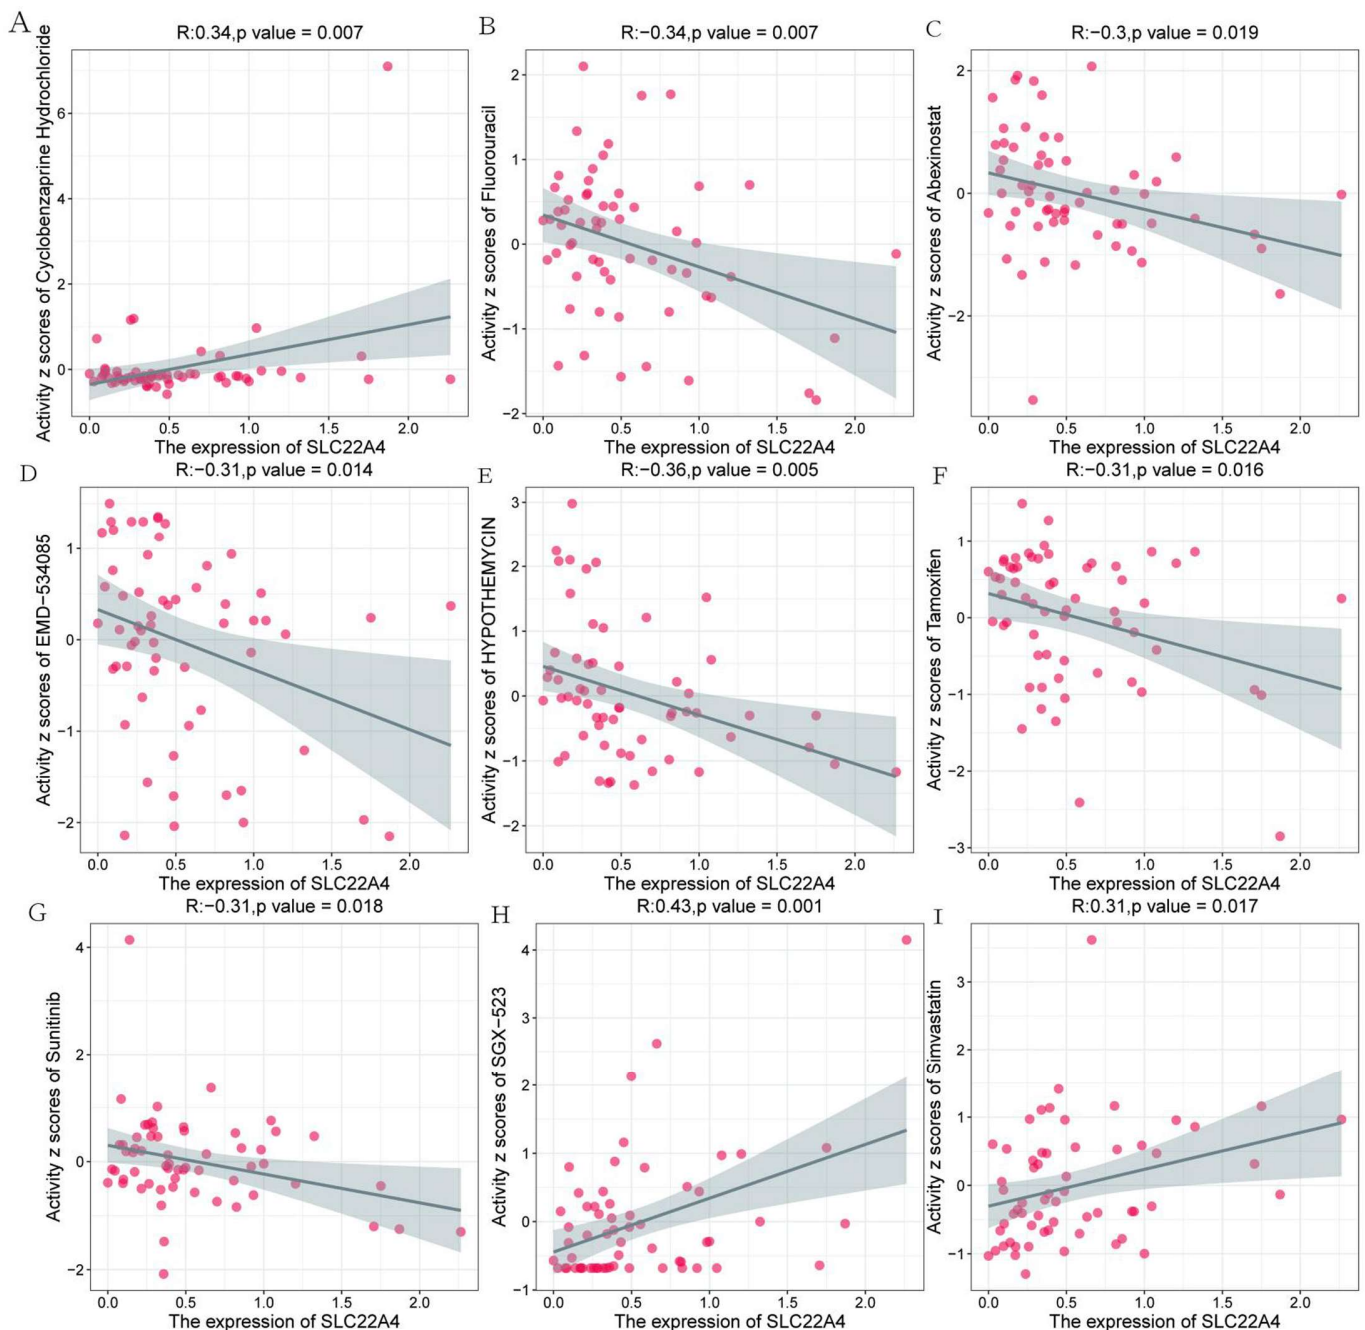 A
R:0.34,p value = 0.007
Activity z scores of Cyclobenzaprine Hydrochloride
6
4
2
0
0.0 0.5 1.0 1.5 2.0
The expression of SLC22A4
B
R:−0.34,p value = 0.007
Activity z scores of Fluorouracil
2
1
0
−1
−2
0.0 0.5 1.0 1.5 2.0
The expression of SLC22A4
C
R:−0.3,p value = 0.019
Activity z scores of Abexinostat
2
0
−2
0.0 0.5 1.0 1.5 2.0
The expression of SLC22A4
D
R:−0.31,p value = 0.014
Activity z scores of EMD−534085
1
0
−1
−2
0.0 0.5 1.0 1.5 2.0
The expression of SLC22A4
E
R:−0.36,p value = 0.005
Activity z scores of HYPOTHEMYCIN
3
2
1
0
−1
−2
0.0 0.5 1.0 1.5 2.0
The expression of SLC22A4
F
R:−0.31,p value = 0.016
Activity z scores of Tamoxifen
1
0
−1
−2
−3
0.0 0.5 1.0 1.5 2.0
The expression of SLC22A4
G
R:−0.31,p value = 0.018
Activity z scores of Sunitinib
4
2
0
−2
0.0 0.5 1.0 1.5 2.0
The expression of SLC22A4
H
R:0.43,p value = 0.001
Activity z scores of SGX−523
4
3
2
1
0
−1
0.0 0.5 1.0 1.5 2.0
The expression of SLC22A4
I
R:0.31,p value = 0.017
Activity z scores of Simvastatin
3
2
1
0
−1
0.0 0.5 1.0 1.5 2.0
The expression of SLC22A4